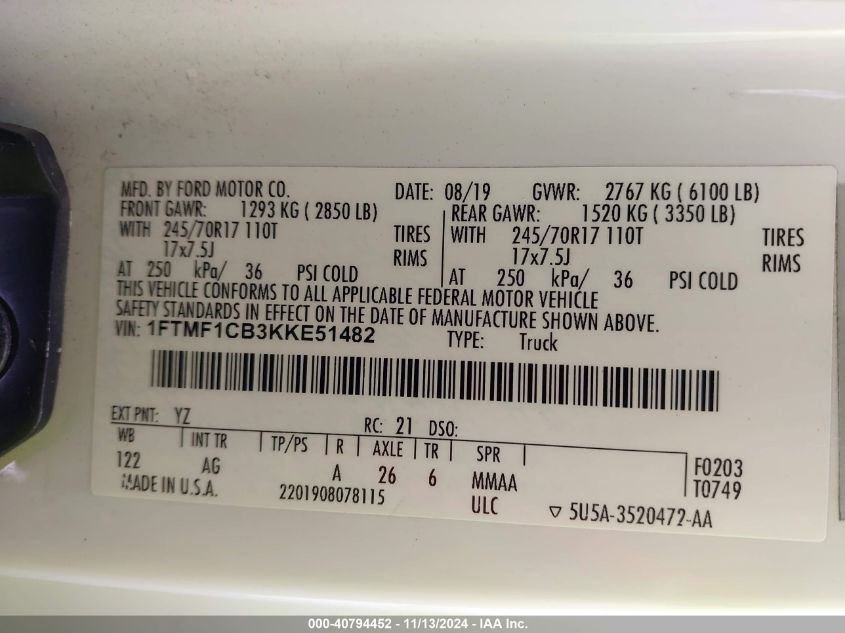 MFD. BY FORD MOTOR CO. DATE: 08/19 GVWR: 2767 KG ( 6100 LB)
FRONT GAWR: 1293 KG ( 2850 LB) REAR GAWR: 1520 KG ( 3350 LB)
WITH 245/70R17 110T TIRES WITH 245/70R17 110T TIRES
17x7.5J RIMS 17x7.5J RIMS
AT 250 kPa/ 36 PSI COLD AT 250 kPa/ 36 PSI COLD
THIS VEHICLE CONFORMS TO ALL APPLICABLE FEDERAL MOTOR VEHICLE
SAFETY STANDARDS IN EFFECT ON THE DATE OF MANUFACTURE SHOWN ABOVE.
VIN: 1FTMF1CB3KKE51482 TYPE: Truck
EXT PNT: YZ RC: 21 DSO:
WB INT TR TP/PS R AXLE TR SPR F0203
122 AG A 26 6 MMAA T0749
MADE IN U.S.A. 2201908078115 ULC ▽ 5U5A-3520472-AA
000-40794452 - 11/13/2024 - IAA Inc.